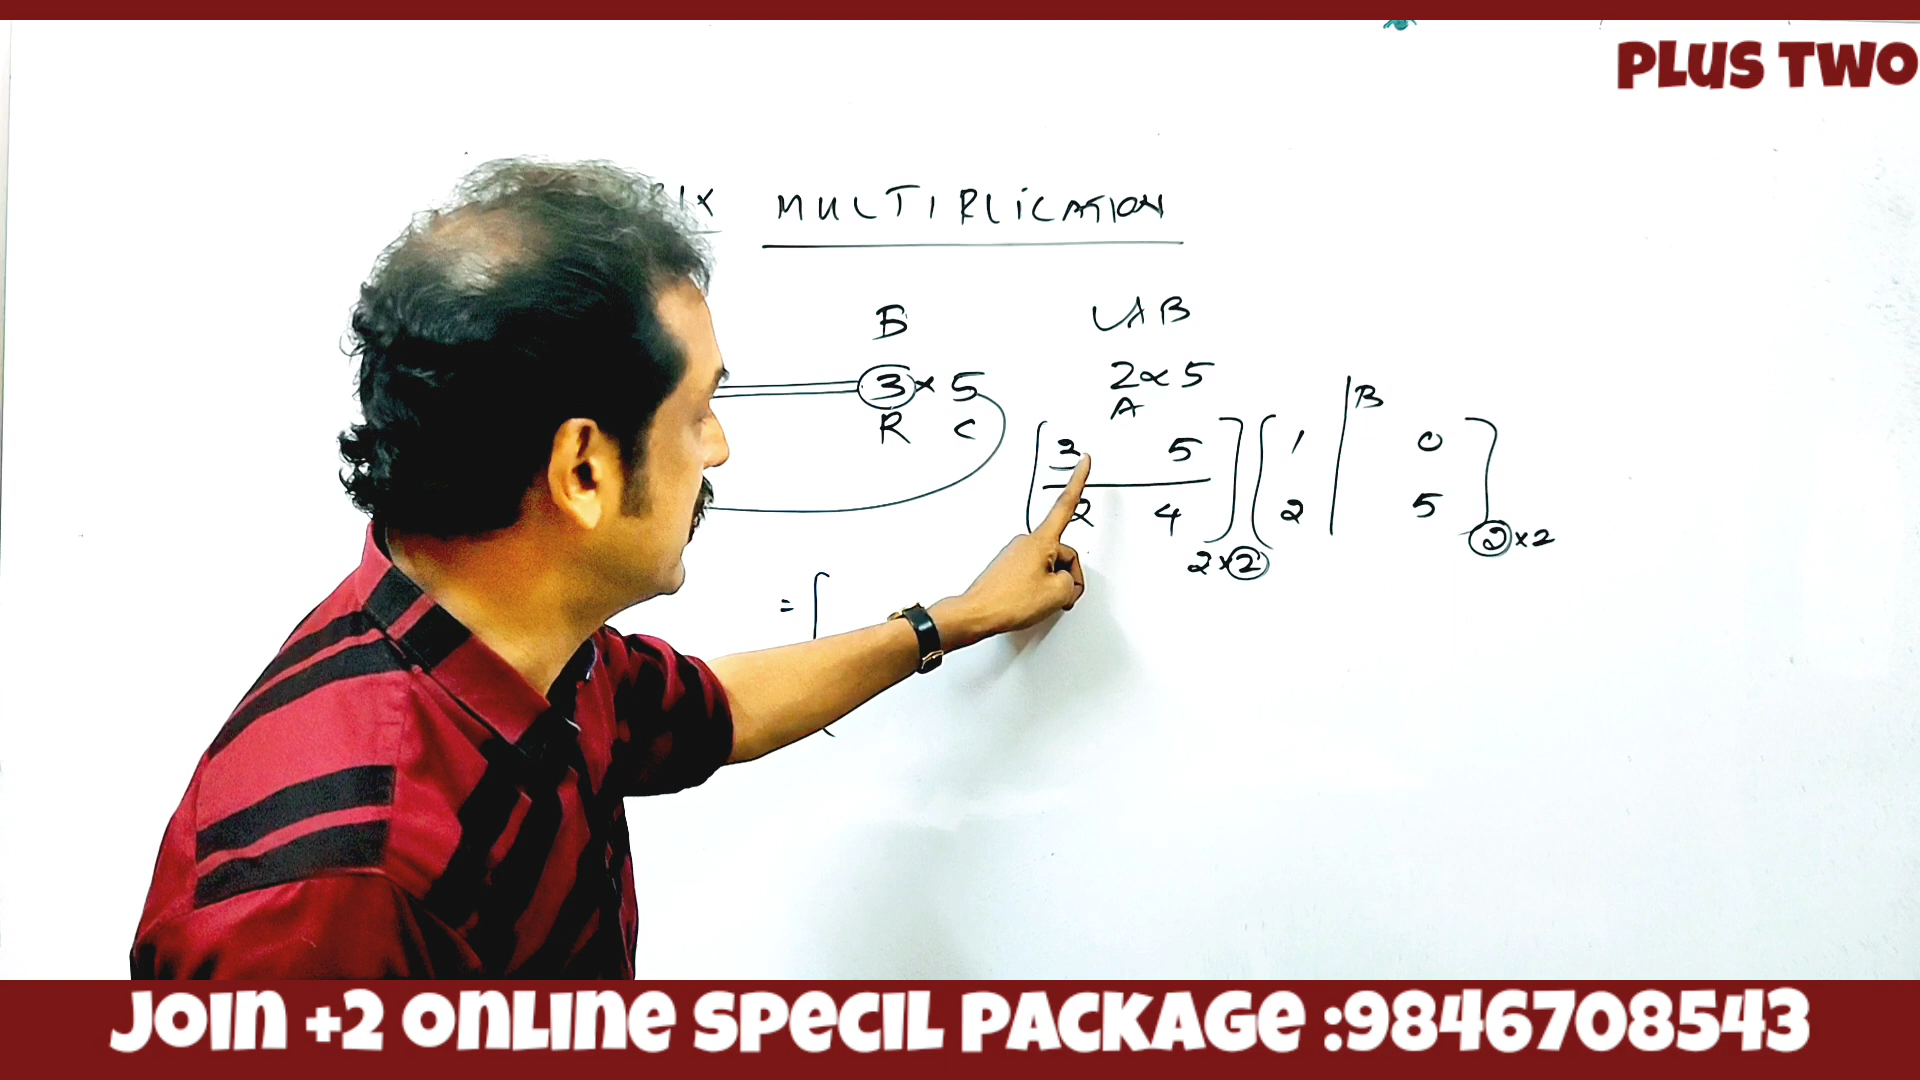 PLUS TWO
MULTIPLICATION
B
AB
3 × 5
2 × 5
R C
A
B
3 5
1 0
2 4
2 5
2×2
2×2
= [
JOIN +2 ONLINE SPECIL PACKAGE :9846708543